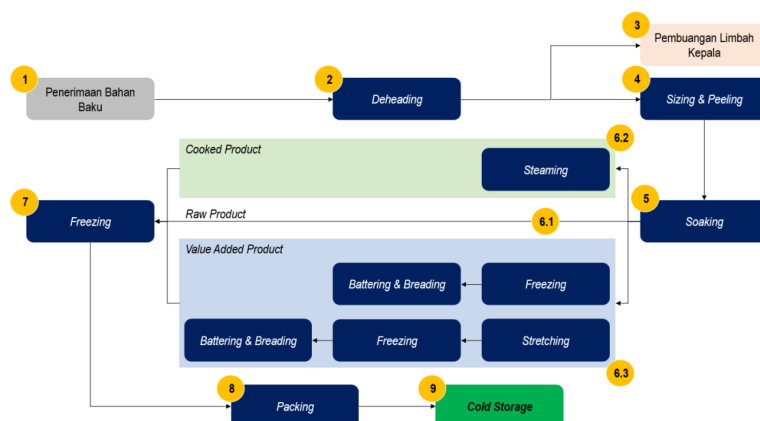 3
Pembuangan Limbah
Kepala
1
Penerimaan Bahan
Baku
2
Deheading
4
Sizing & Peeling
6.2
Cooked Product
Steaming
7
Freezing
Raw Product
6.1
5
Soaking
Value Added Product
Battering & Breading
Freezing
Battering & Breading
Freezing
Stretching
6.3
8
Packing
9
Cold Storage